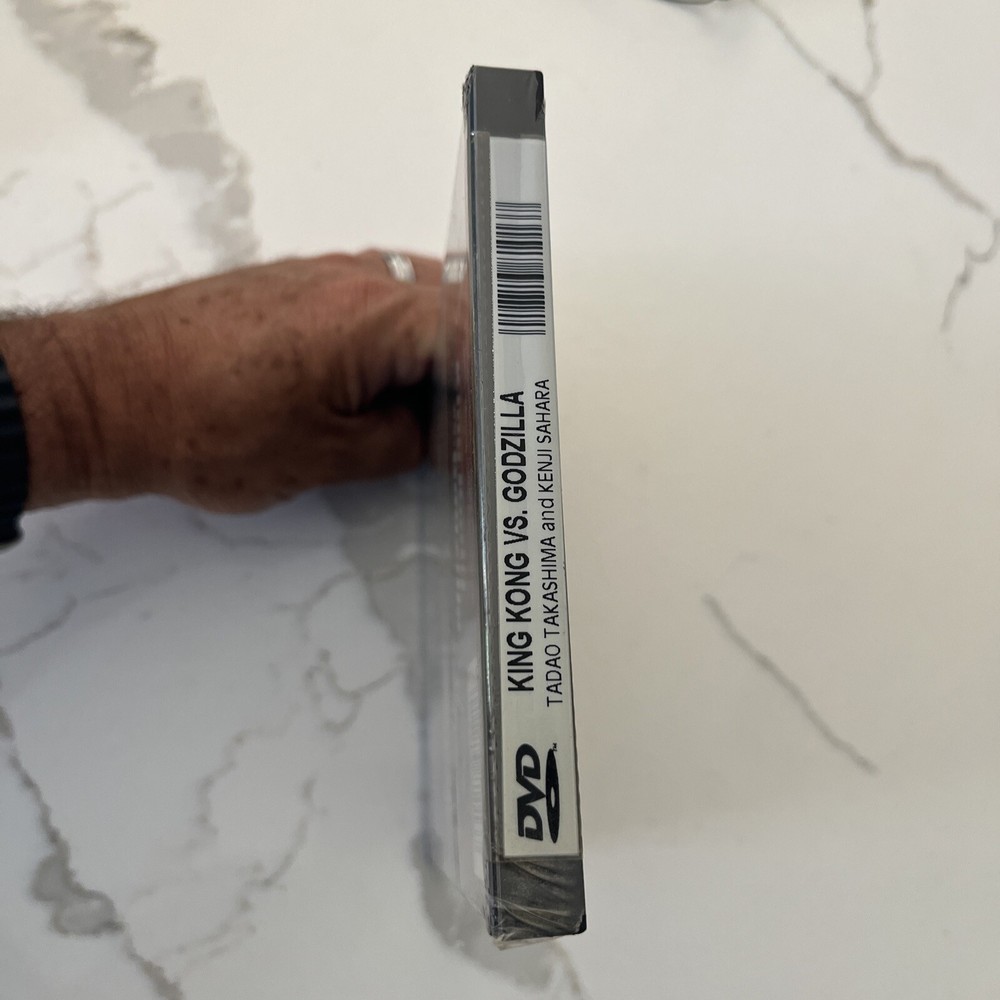 KING KONG VS. GODZILLA
TADAO TAKASHIMA and KENJI SAHARA
DVD